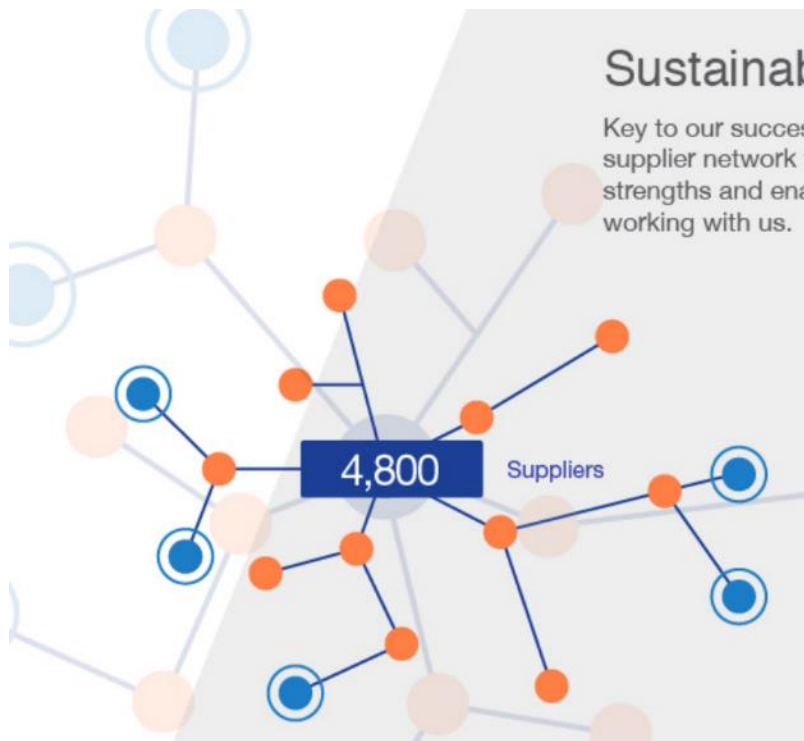 Sustainab
Key to our succes
supplier network
strengths and ena
working with us.
4,800
Suppliers